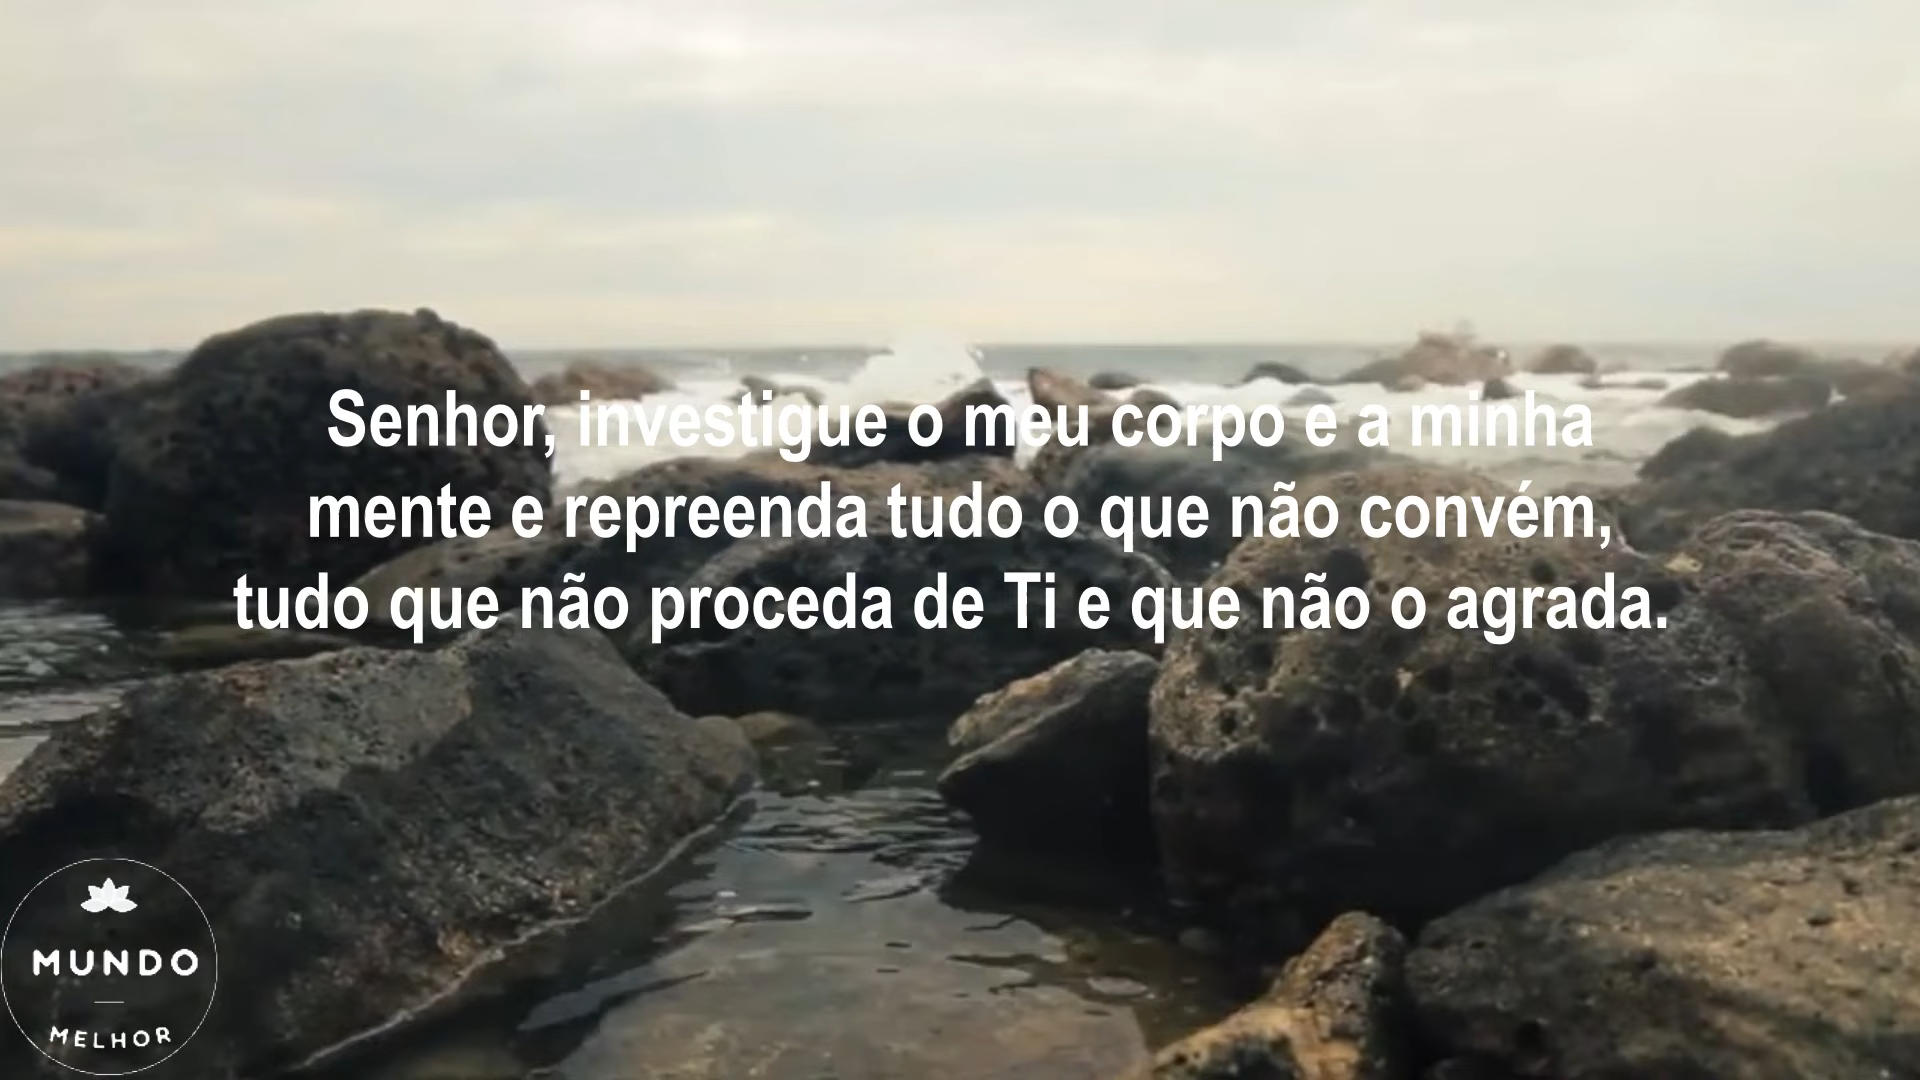 Senhor, investigue o meu corpo e a minha
mente e repreenda tudo o que não convém,
tudo que não proceda de Ti e que não o agrada.
MUNDO
MELHOR